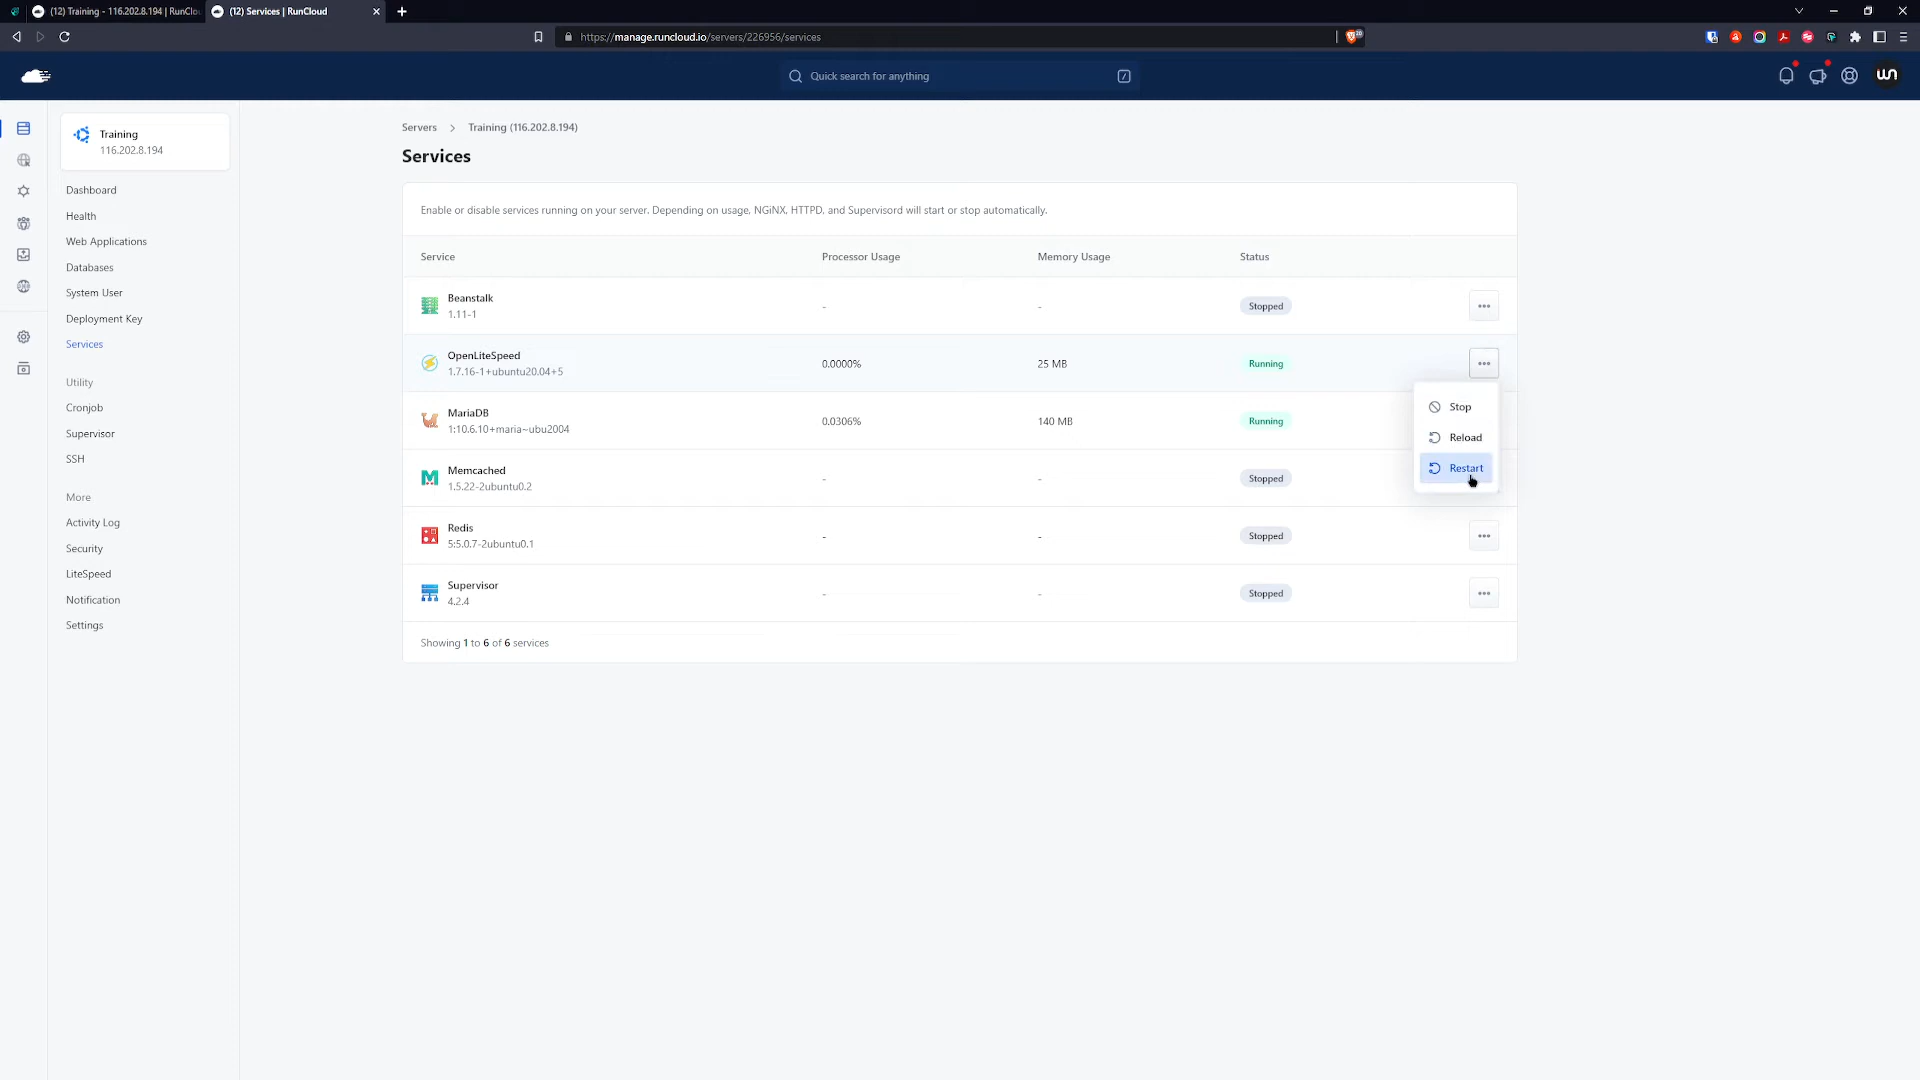 (12) Training - 116.202.8.194 | RunClo
(12) Services | RunCloud
https://manage.runcloud.io/servers/226956/services
20
Quick search for anything
/
wn
Training
116.202.8.194
Dashboard
Health
Web Applications
Databases
System User
Deployment Key
Services
Utility
Cronjob
Supervisor
SSH
More
Activity Log
Security
LiteSpeed
Notification
Settings
Servers > Training (116.202.8.194)
Services
Enable or disable services running on your server. Depending on usage, NGiNX, HTTPD, and Supervisord will start or stop automatically.
Service Processor Usage Memory Usage Status
Beanstalk
1.11-1
- - Stopped
OpenLiteSpeed
1.7.16-1+ubuntu20.04+5
0.0000% 25 MB Running
MariaDB
1:10.6.10+maria~ubu2004
0.0306% 140 MB Running
Memcached
1.5.22-2ubuntu0.2
- - Stopped
Redis
5:5.0.7-2ubuntu0.1
- - Stopped
Supervisor
4.2.4
- - Stopped
Stop
Reload
Restart
Showing 1 to 6 of 6 services